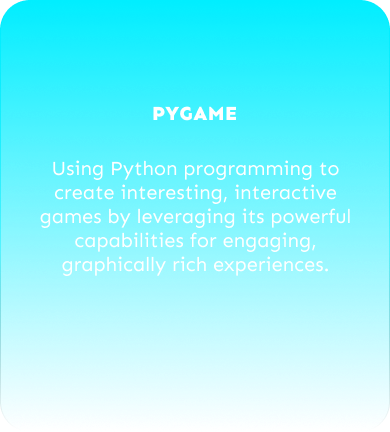 PYGAME
Using Python programming to
create interesting, interactive
games by leveraging its powerful
capabilities for engaging,
graphically rich experiences.